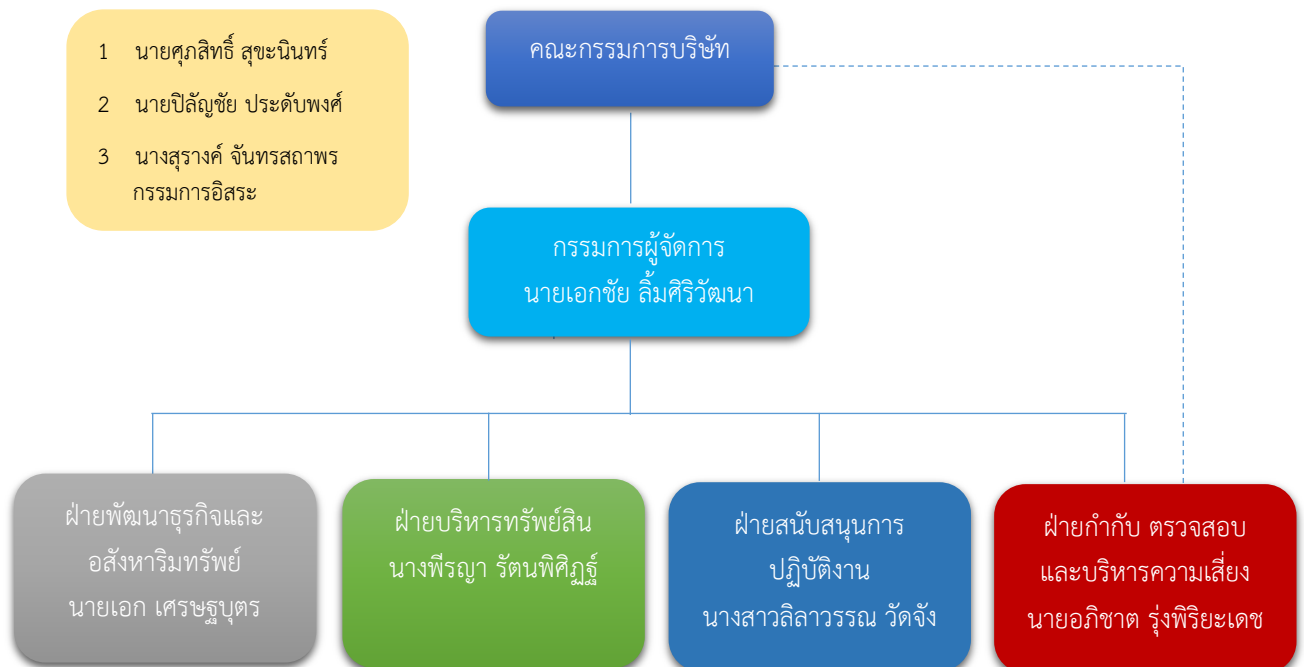 1 นายศุภสิทธิ์ สุขะนินทร์
2 นายปิลัญชัย ประดับพงศ์
3 นางสุรางค์ จันทรสถาพร
กรรมการอิสระ
คณะกรรมการบริษัท
กรรมการผู้จัดการ
นายเอกชัย ลิ้มศิริวัฒนา
ฝ่ายพัฒนาธุรกิจและ
อสังหาริมทรัพย์
นายเอก เศรษฐบุตร
ฝ่ายบริหารทรัพย์สิน
นางพีรญา รัตนพิศิฏฐ์
ฝ่ายสนับสนุนการ
ปฏิบัติงาน
นางสาวลิลาวรรณ วัดจัง
ฝ่ายกำกับ ตรวจสอบ
และบริหารความเสี่ยง
นายอภิชาต รุ่งพิริยะเดช